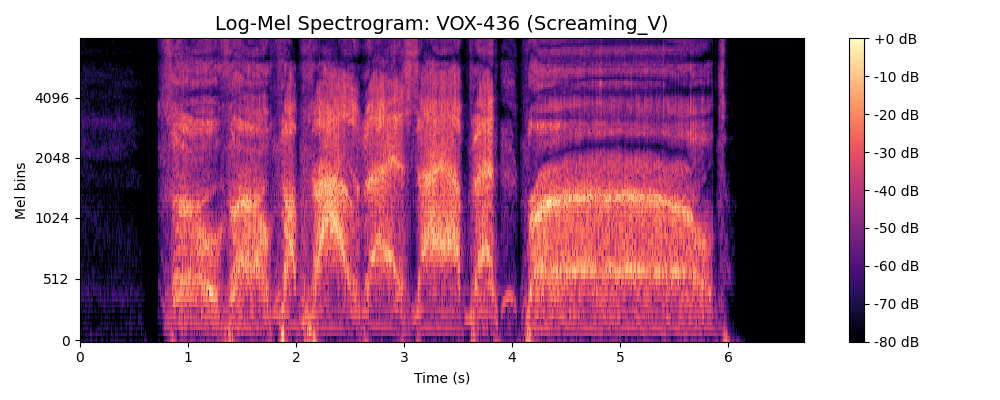 Log-Mel Spectrogram: VOX-436 (Screaming_V)
Mel bins
4096
2048
1024
512
0
0 1 2 3 4 5 6
Time (s)
+0 dB
-10 dB
-20 dB
-30 dB
-40 dB
-50 dB
-60 dB
-70 dB
-80 dB